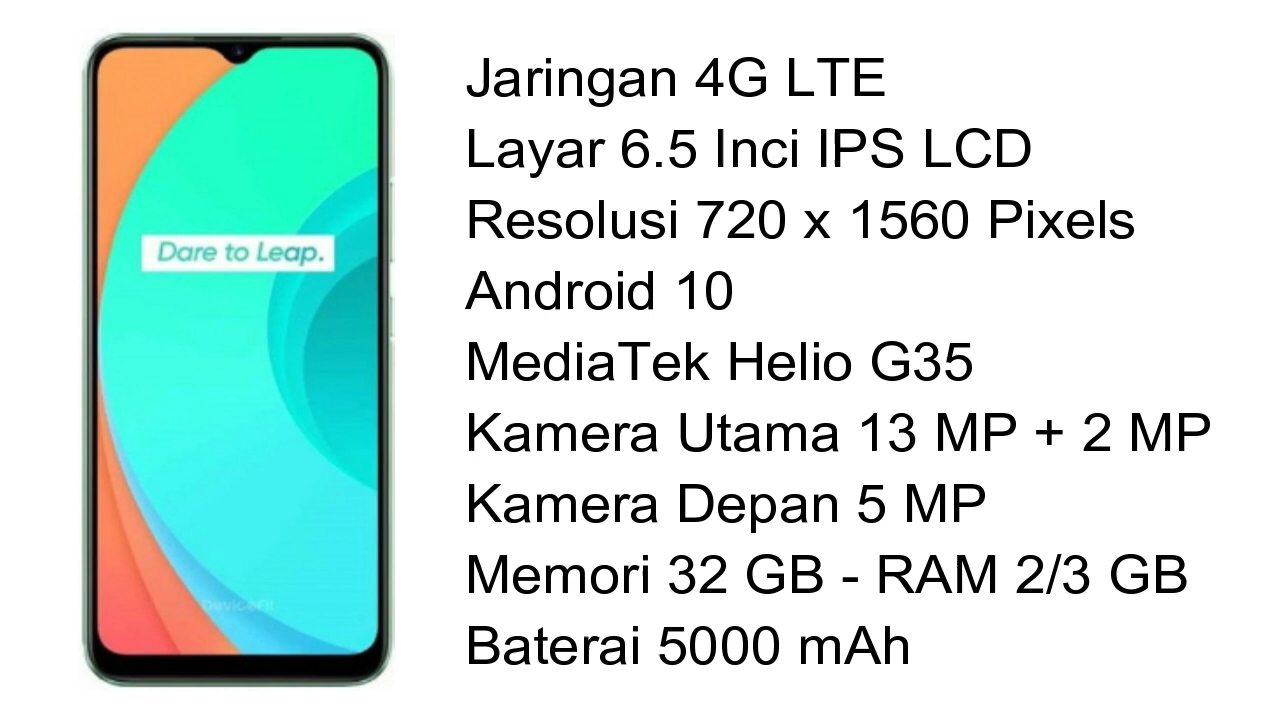 Dare to Leap.
DeviceFit
Jaringan 4G LTE
Layar 6.5 Inci IPS LCD
Resolusi 720 x 1560 Pixels
Android 10
MediaTek Helio G35
Kamera Utama 13 MP + 2 MP
Kamera Depan 5 MP
Memori 32 GB - RAM 2/3 GB
Baterai 5000 mAh